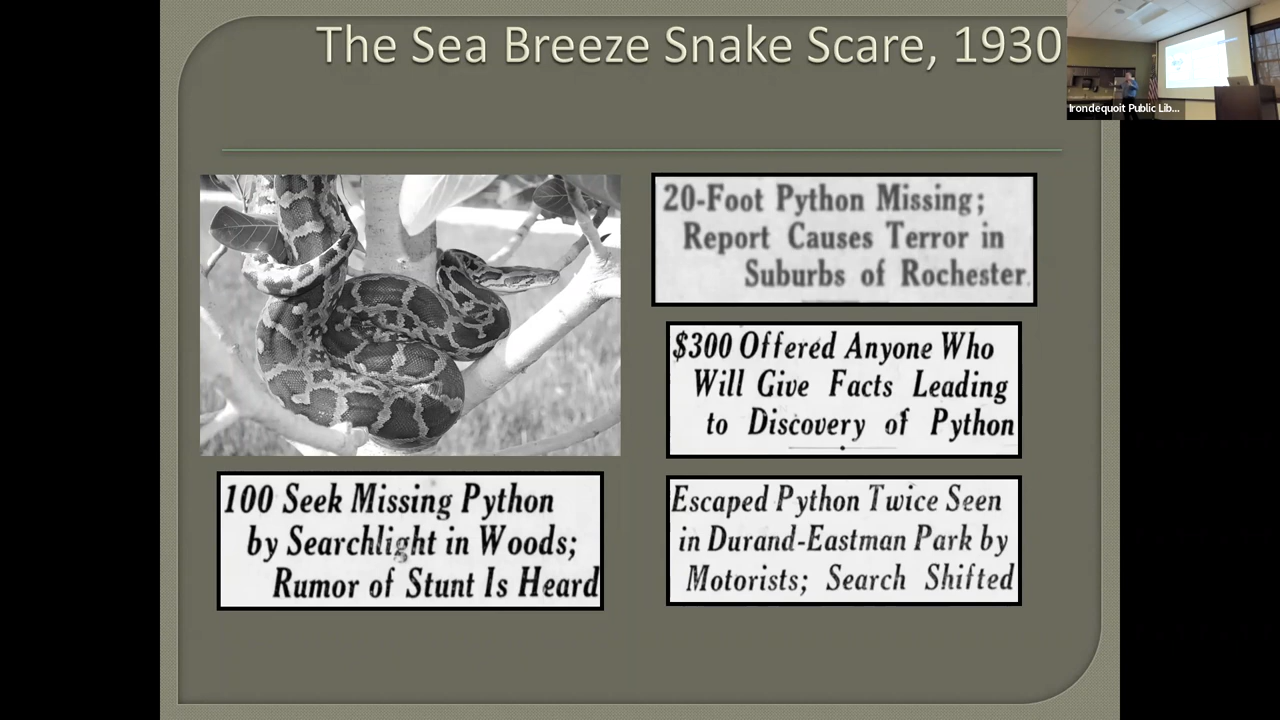 The Sea Breeze Snake Scare, 1930
Irondequoit Public Lib...
20-Foot Python Missing;
Report Causes Terror in
Suburbs of Rochester.
$300 Offered Anyone Who
Will Give Facts Leading
to Discovery of Python
100 Seek Missing Python
by Searchlight in Woods;
Rumor of Stunt Is Heard
Escaped Python Twice Seen
in Durand-Eastman Park by
Motorists; Search Shifted